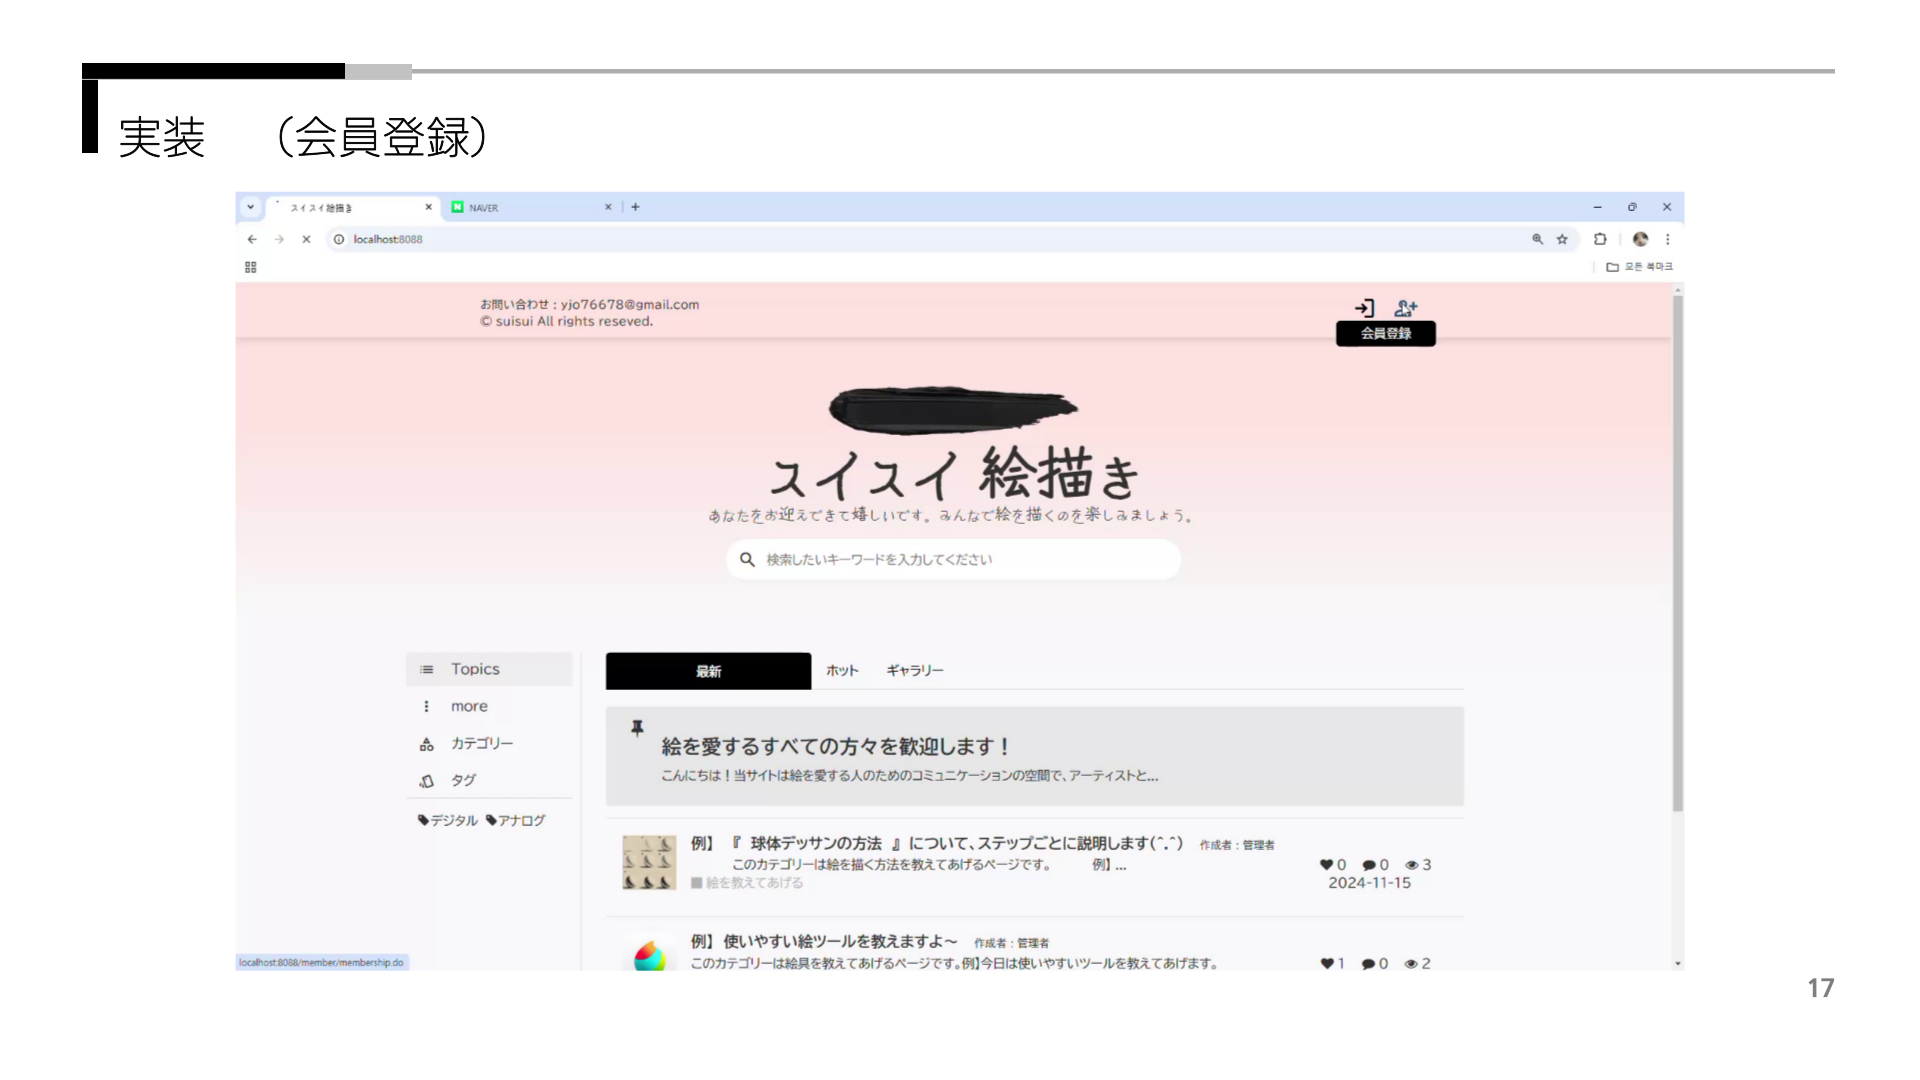 実装　（会員登録）
スイスイ絵描き
NAVER
localhost:8088
모든 북마크
お問い合わせ : yjo76678@gmail.com
© suisui All rights reseved.
会員登録
スイスイ 絵描き
あなたをお迎えできて嬉しいです。みんなで絵を描くのを楽しみましょう。
検索したいキーワードを入力してください
Topics
more
カテゴリー
タグ
デジタル アナログ
最新 ホット ギャラリー
絵を愛するすべての方々を歓迎します！
こんにちは！当サイトは絵を愛する人のためのコミュニケーションの空間で、アーティストと...
例】『 球体デッサンの方法 』について、ステップごとに説明します(^.^) 作成者 : 管理者
このカテゴリーは絵を描く方法を教えてあげるページです。 例】...
絵を教えてあげる
0 0 3
2024-11-15
例】使いやすい絵ツールを教えますよ〜 作成者 : 管理者
このカテゴリーは絵具を教えてあげるページです。例】今日は使いやすいツールを教えてあげます。
1 0 2
localhost:8088/member/membership.do
17